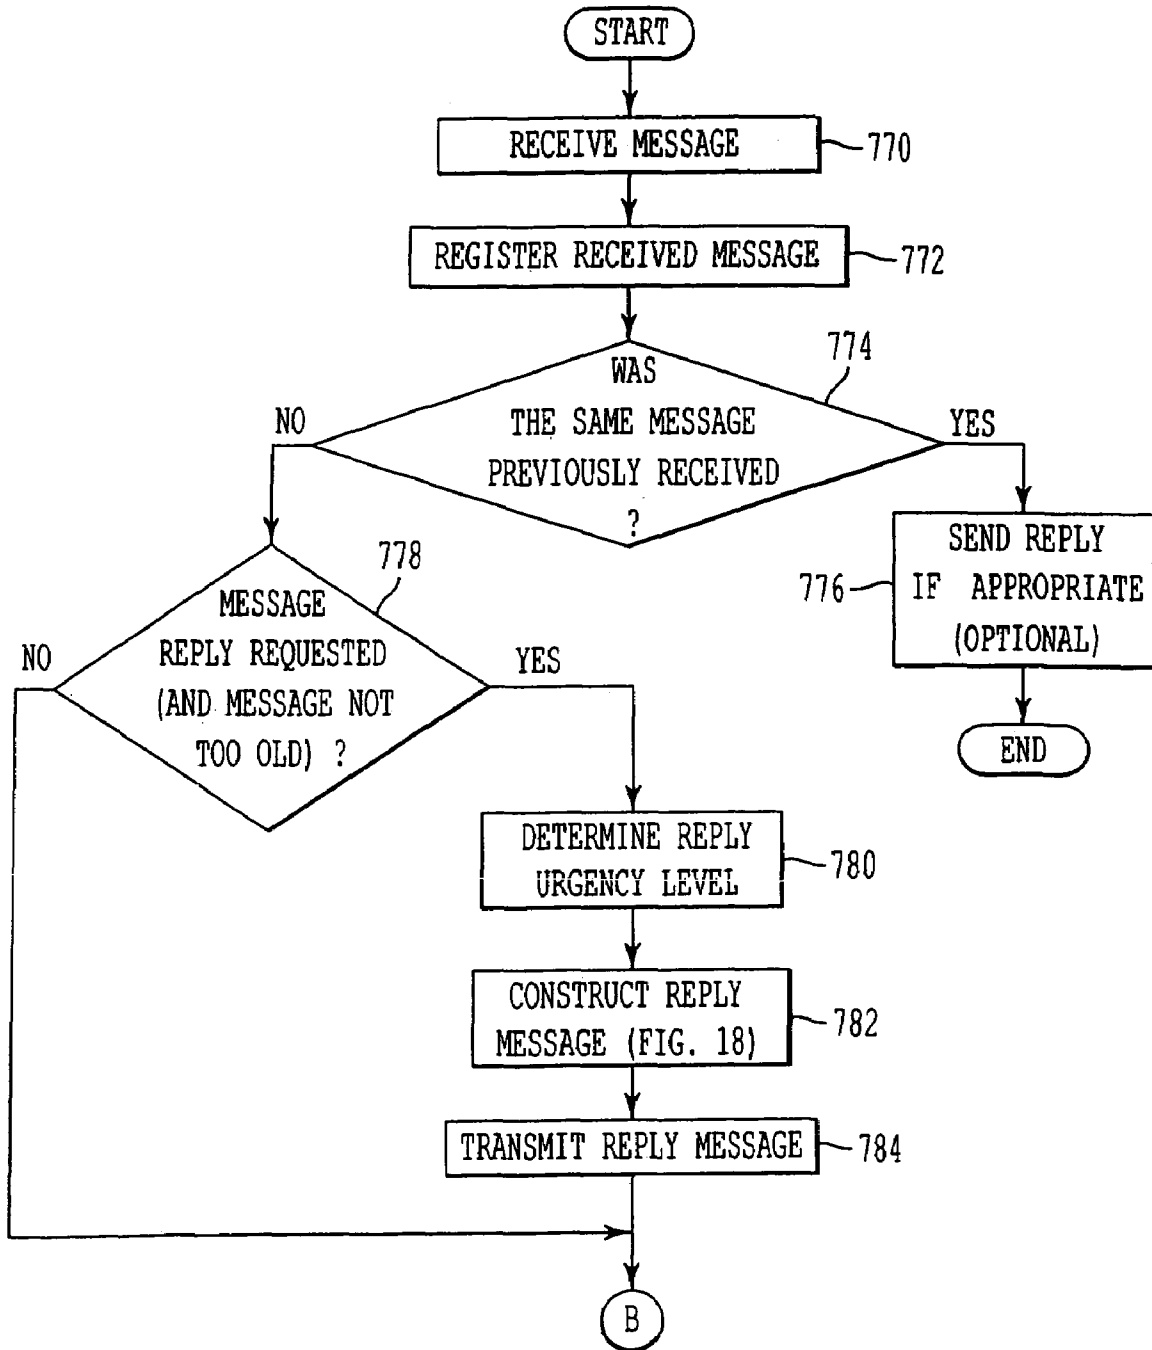 START
RECEIVE MESSAGE
770
REGISTER RECEIVED MESSAGE
772
774
WAS
THE SAME MESSAGE
PREVIOUSLY RECEIVED
?
NO
YES
SEND REPLY
IF APPROPRIATE
(OPTIONAL)
776
END
778
MESSAGE
REPLY REQUESTED
(AND MESSAGE NOT
TOO OLD) ?
NO
YES
DETERMINE REPLY
URGENCY LEVEL
780
CONSTRUCT REPLY
MESSAGE (FIG. 18)
782
TRANSMIT REPLY MESSAGE
784
B